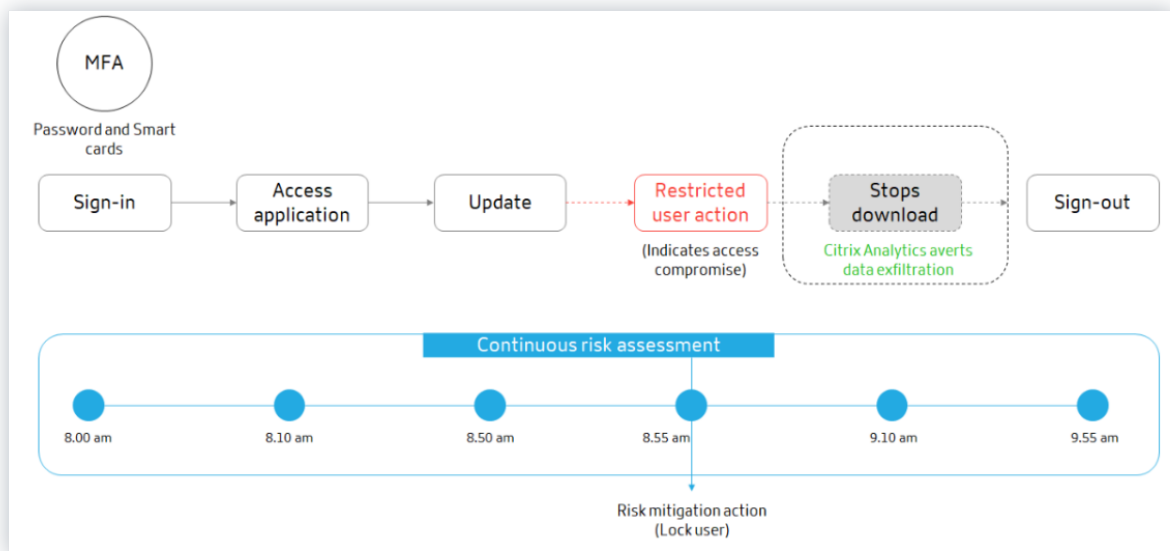 MFA
Password and Smart
cards
Sign-in
Access
application
Update
Restricted
user action
(Indicates access
compromise)
Stops
download
Citrix Analytics averts
data exfiltration
Sign-out
Continuous risk assessment
8.00 am
8.10 am
8.50 am
8.55 am
9.10 am
9.55 am
Risk mitigation action
(Lock user)